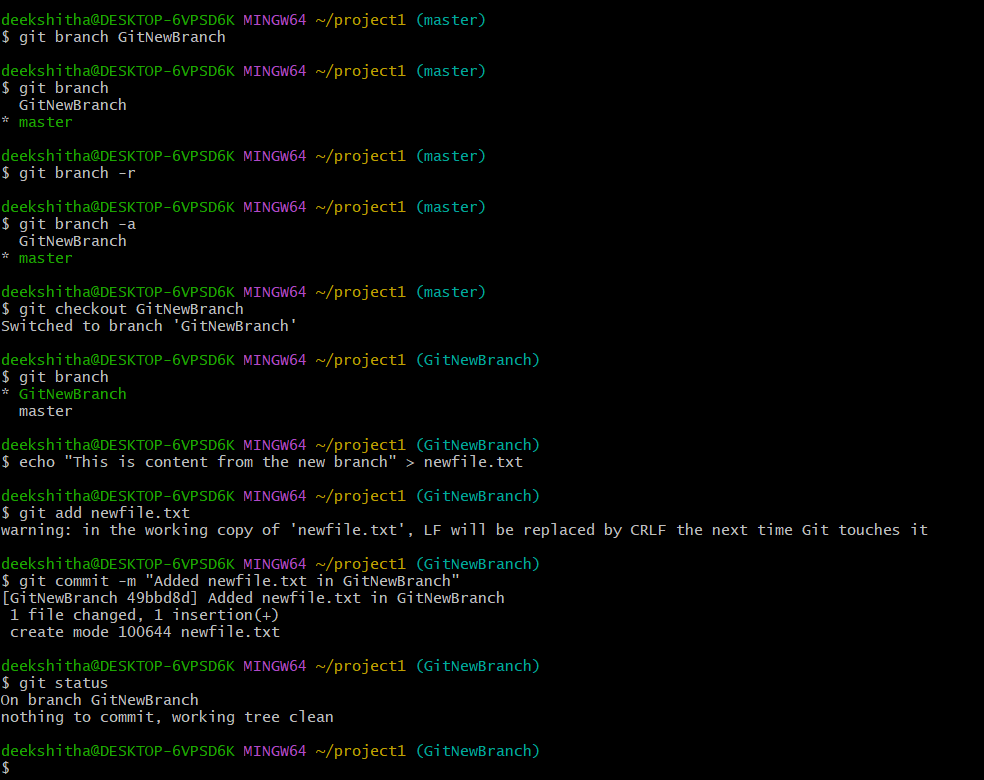 deekshitha@DESKTOP-6VPSD6K MINGW64 ~/project1 (master)
$ git branch GitNewBranch
deekshitha@DESKTOP-6VPSD6K MINGW64 ~/project1 (master)
$ git branch
  GitNewBranch
* master
deekshitha@DESKTOP-6VPSD6K MINGW64 ~/project1 (master)
$ git branch -r
deekshitha@DESKTOP-6VPSD6K MINGW64 ~/project1 (master)
$ git branch -a
  GitNewBranch
* master
deekshitha@DESKTOP-6VPSD6K MINGW64 ~/project1 (master)
$ git checkout GitNewBranch
Switched to branch 'GitNewBranch'
deekshitha@DESKTOP-6VPSD6K MINGW64 ~/project1 (GitNewBranch)
$ git branch
* GitNewBranch
  master
deekshitha@DESKTOP-6VPSD6K MINGW64 ~/project1 (GitNewBranch)
$ echo "This is content from the new branch" > newfile.txt
deekshitha@DESKTOP-6VPSD6K MINGW64 ~/project1 (GitNewBranch)
$ git add newfile.txt
warning: in the working copy of 'newfile.txt', LF will be replaced by CRLF the next time Git touches it
deekshitha@DESKTOP-6VPSD6K MINGW64 ~/project1 (GitNewBranch)
$ git commit -m "Added newfile.txt in GitNewBranch"
[GitNewBranch 49bbd8d] Added newfile.txt in GitNewBranch
 1 file changed, 1 insertion(+)
 create mode 100644 newfile.txt
deekshitha@DESKTOP-6VPSD6K MINGW64 ~/project1 (GitNewBranch)
$ git status
On branch GitNewBranch
nothing to commit, working tree clean
deekshitha@DESKTOP-6VPSD6K MINGW64 ~/project1 (GitNewBranch)
$